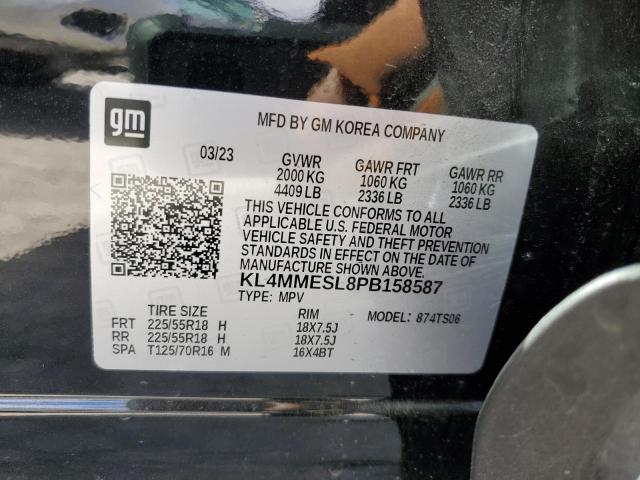 gm
MFD BY GM KOREA COMPANY
03/23 GVWR GAWR FRT GAWR RR
2000 KG 1060 KG 1060 KG
4409 LB 2336 LB 2336 LB
THIS VEHICLE CONFORMS TO ALL
APPLICABLE U.S. FEDERAL MOTOR
VEHICLE SAFETY AND THEFT PREVENTION
STANDARDS IN EFFECT ON THE DATE
OF MANUFACTURE SHOWN ABOVE.
KL4MMESL8PB158587
TYPE: MPV
TIRE SIZE RIM MODEL: 874TS06
FRT 225/55R18 H 18X7.5J
RR 225/55R18 H 18X7.5J
SPA T125/70R16 M 16X4BT